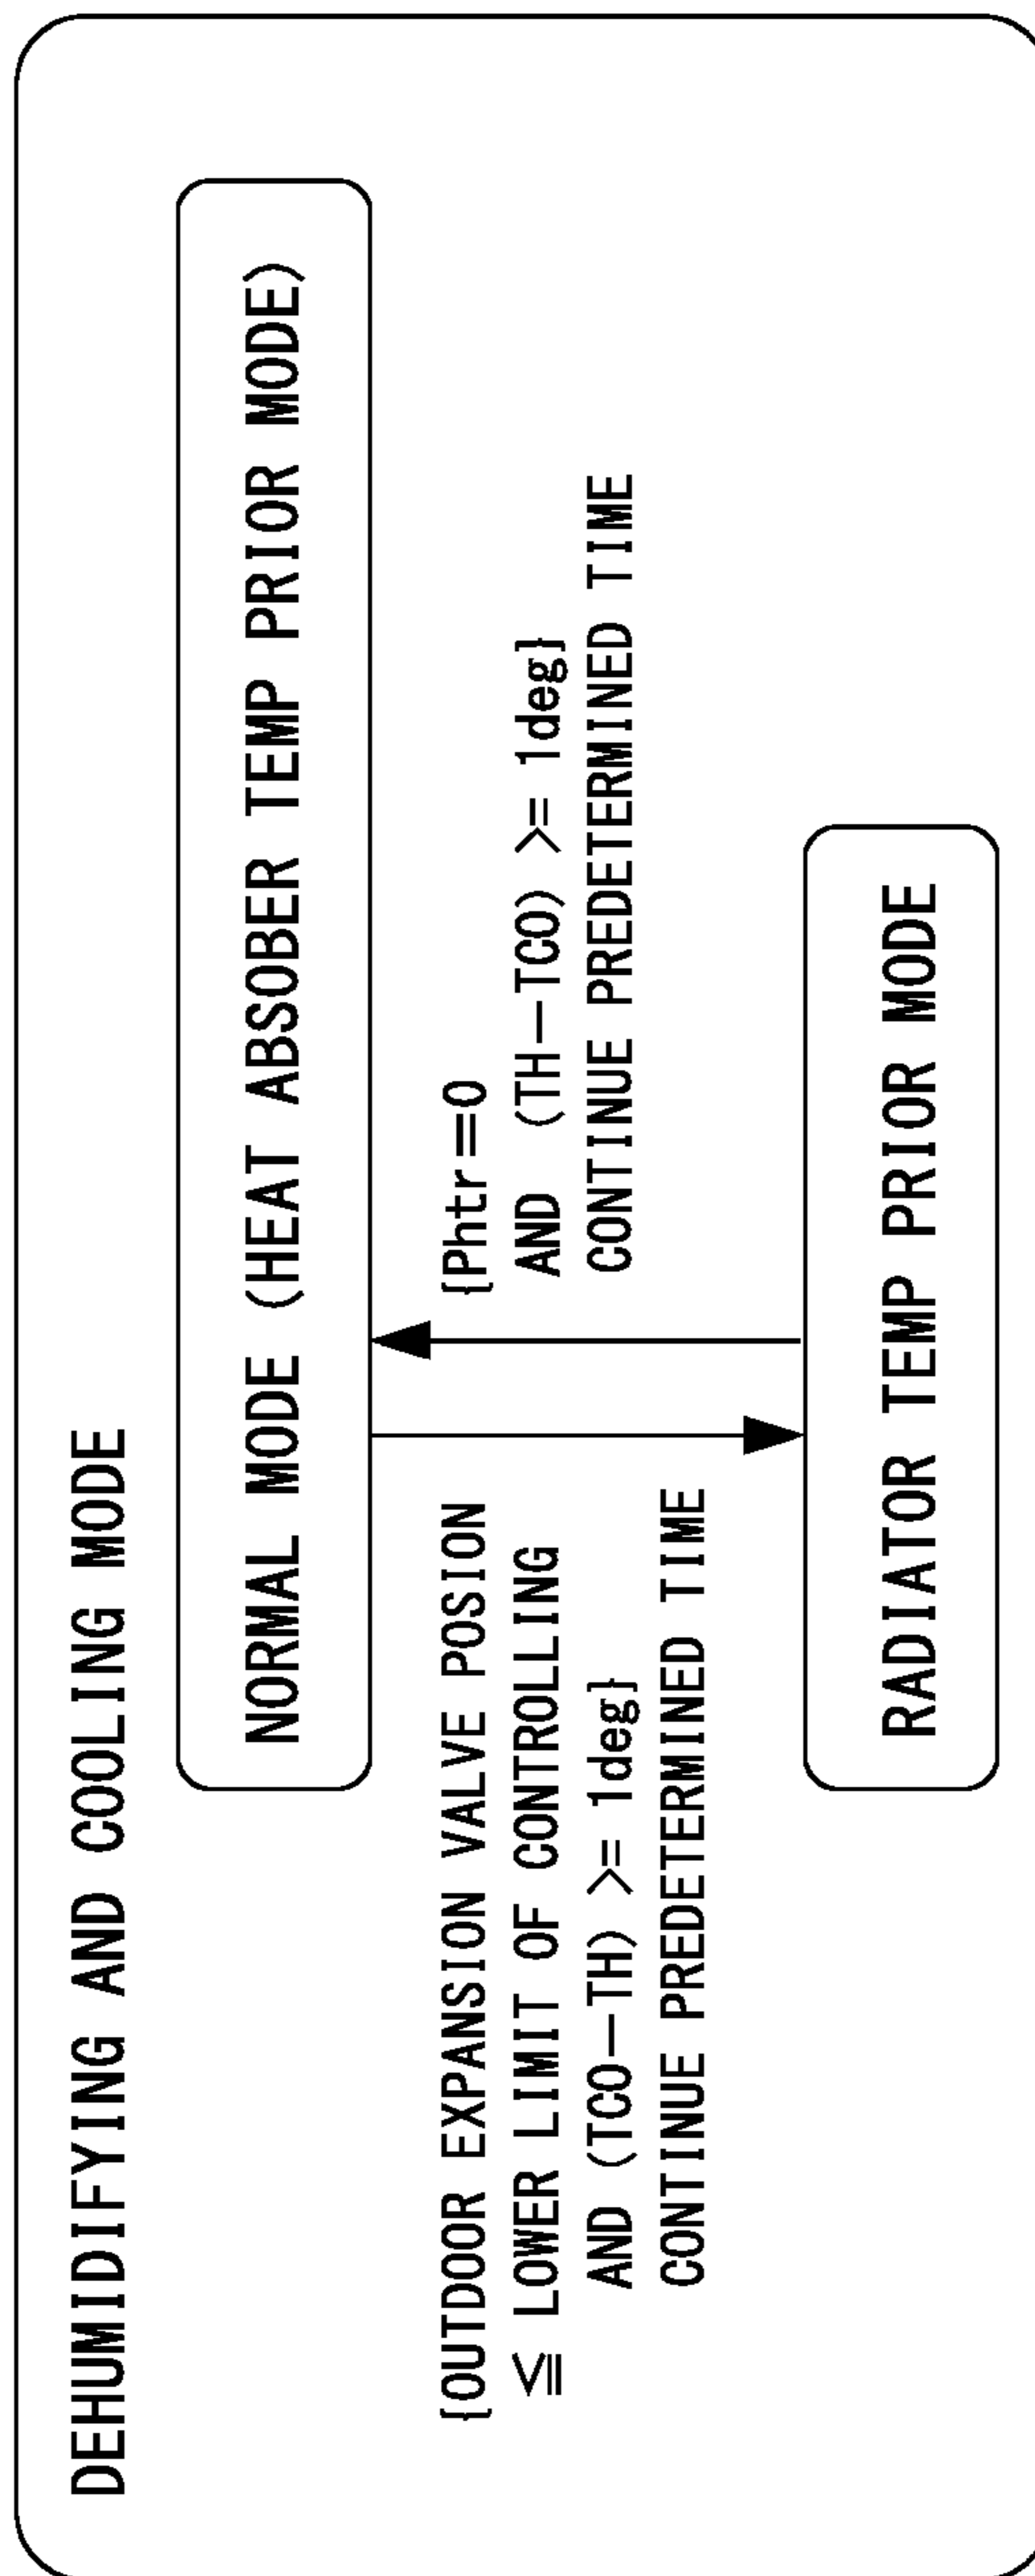 DEHUMIDIFYING AND COOLING MODE
NORMAL MODE (HEAT ABSOBER TEMP PRIOR MODE)
{OUTDOOR EXPANSION VALVE POSION
≦ LOWER LIMIT OF CONTROLLING
AND (TCO−TH) >= 1deg}
CONTINUE PREDETERMINED TIME
{Phtr=0
AND (TH−TCO) >= 1deg}
CONTINUE PREDETERMINED TIME
RADIATOR TEMP PRIOR MODE